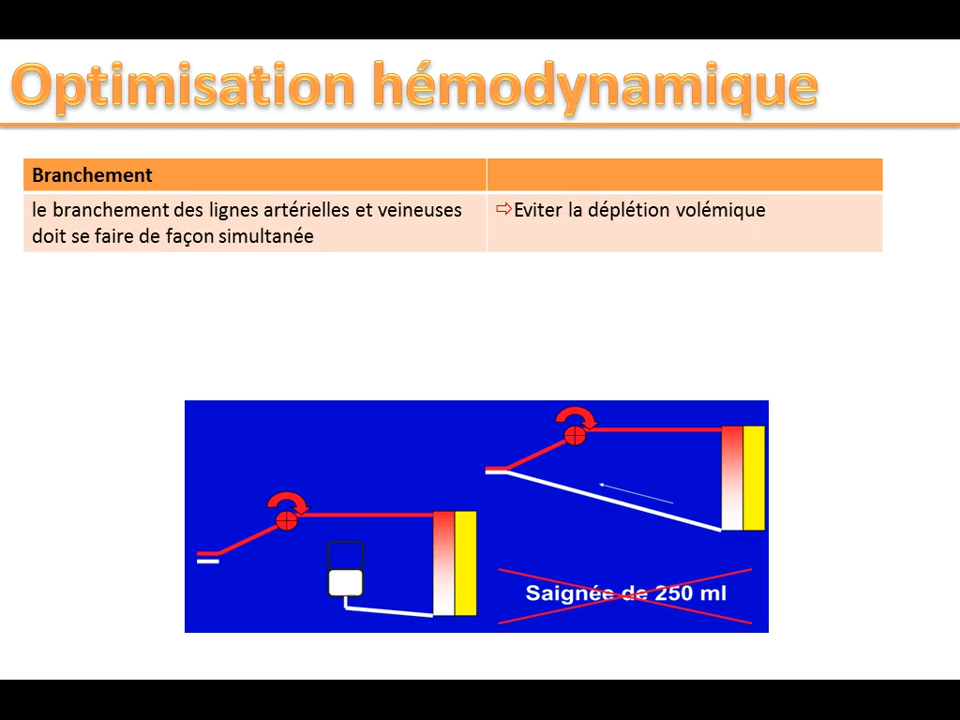 Optimisation hémodynamique
Branchement
le branchement des lignes artérielles et veineuses
doit se faire de façon simultanée
⇨Eviter la déplétion volémique
Saignée de 250 ml